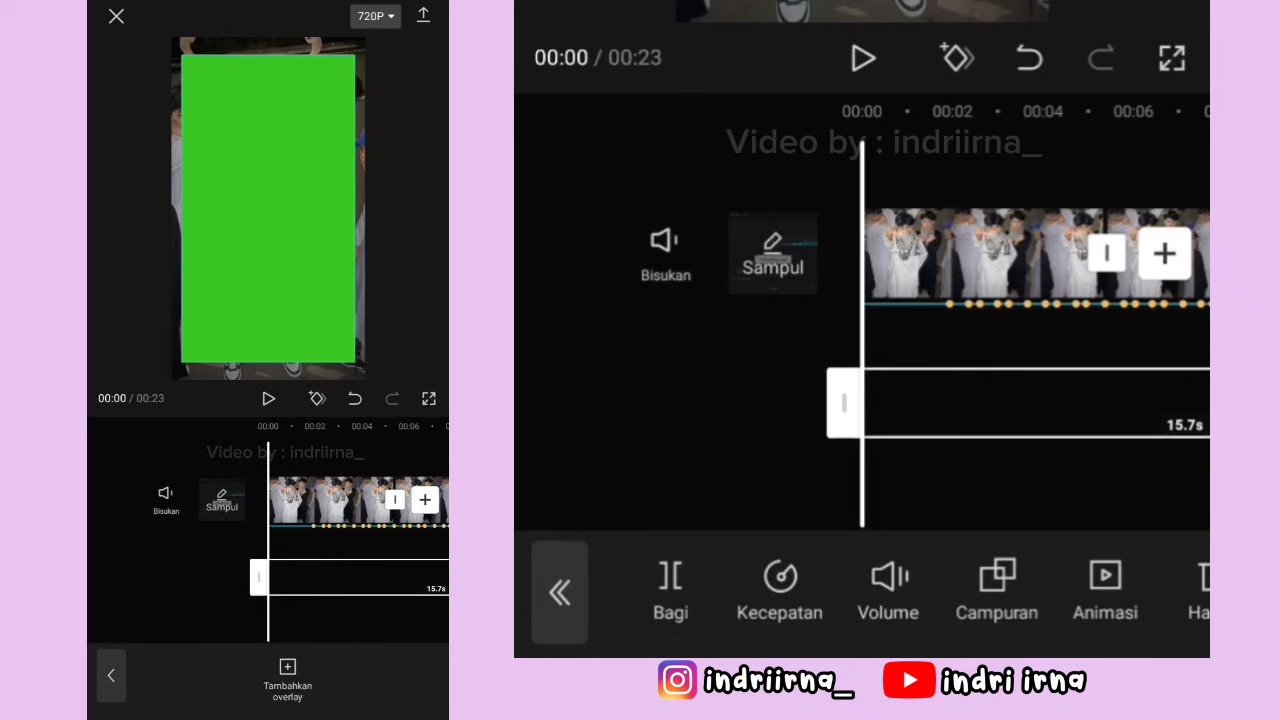 720P
00:00 / 00:23
00:00 00:02 00:04 00:06
Video by : indriirna_
Bisukan
Sampul
15.7s
Tambahkan
overlay
00:00 / 00:23
00:00 00:02 00:04 00:06
Video by : indriirna_
Bisukan
Sampul
15.7s
Bagi Kecepatan Volume Campuran Animasi Ha
indriirna_ indri irna